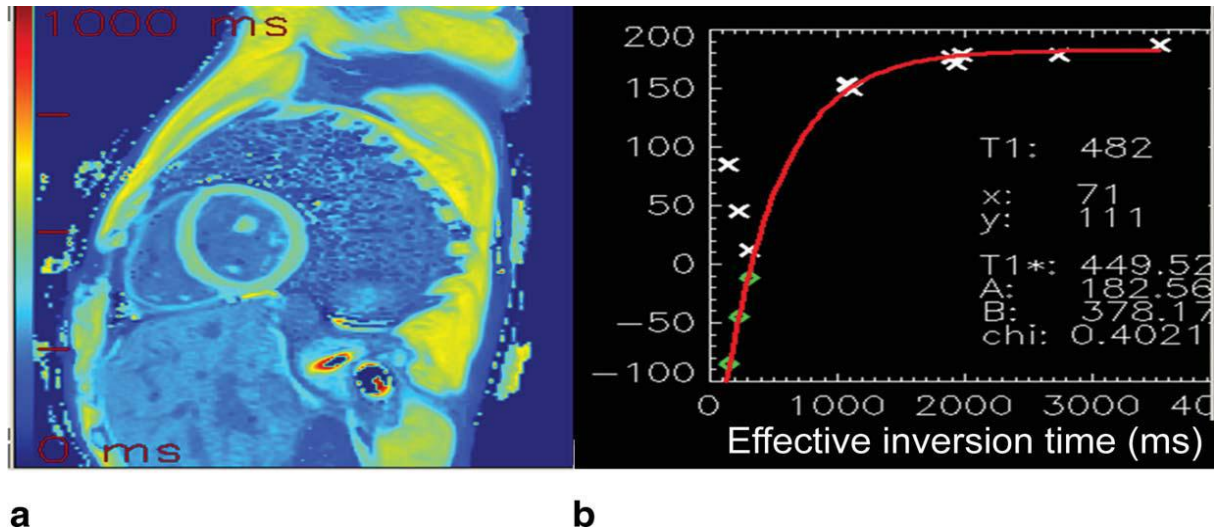 1000 ms
0 ms
200
150
100
50
0
−50
−100
0 1000 2000 3000 40
T1: 482
x: 71
y: 111
T1*: 449.52
A: 182.56
B: 378.17
chi: 0.4021
Effective inversion time (ms)
a
b